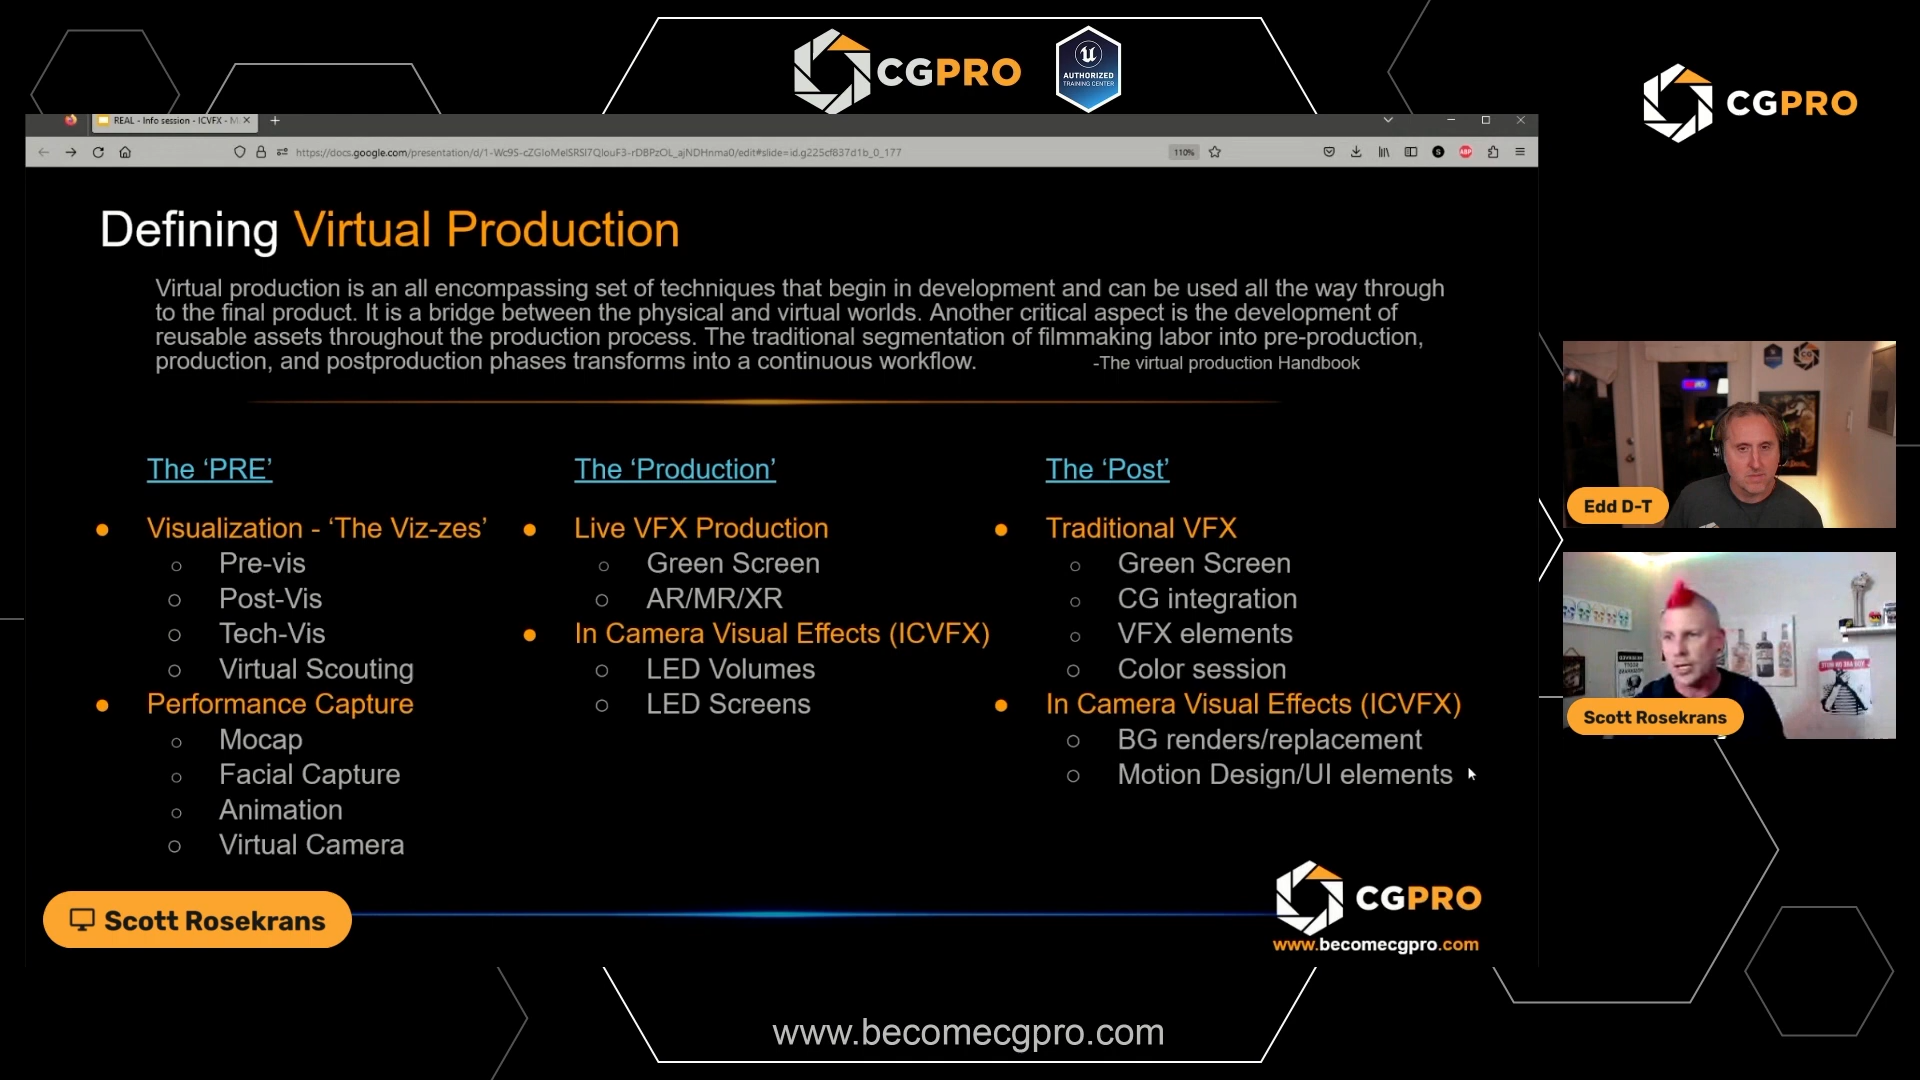 CGPRO
AUTHORIZED
TRAINING CENTER
CGPRO
REAL - Info session - ICVFX - M
110%
Defining Virtual Production
Virtual production is an all encompassing set of techniques that begin in development and can be used all the way through
to the final product. It is a bridge between the physical and virtual worlds. Another critical aspect is the development of
reusable assets throughout the production process. The traditional segmentation of filmmaking labor into pre-production,
production, and postproduction phases transforms into a continuous workflow.
-The virtual production Handbook
The ‘PRE’
Visualization - ‘The Viz-zes’
Pre-vis
Post-Vis
Tech-Vis
Virtual Scouting
Performance Capture
Mocap
Facial Capture
Animation
Virtual Camera
The ‘Production’
Live VFX Production
Green Screen
AR/MR/XR
In Camera Visual Effects (ICVFX)
LED Volumes
LED Screens
The ‘Post’
Traditional VFX
Green Screen
CG integration
VFX elements
Color session
In Camera Visual Effects (ICVFX)
BG renders/replacement
Motion Design/UI elements
Edd D-T
Scott Rosekrans
Scott Rosekrans
CGPRO
www.becomecgpro.com
www.becomecgpro.com